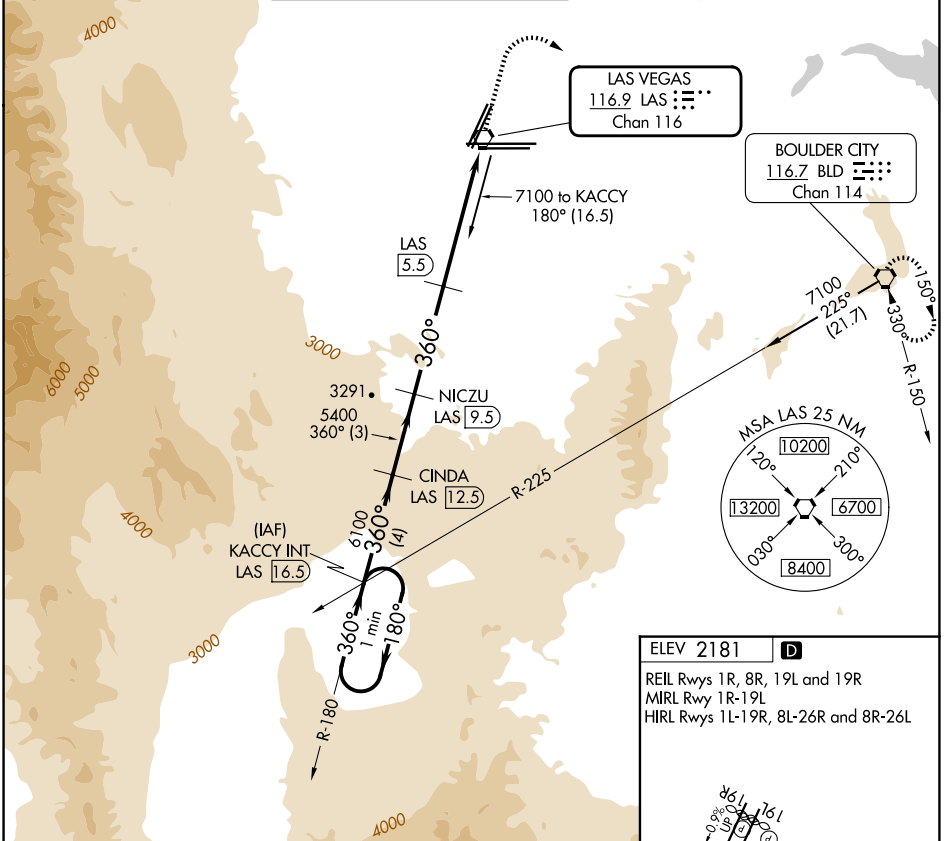 4000
LAS VEGAS
116.9 LAS
Chan 116
BOULDER CITY
116.7 BLD
Chan 114
7100 to KACCY
180° (16.5)
LAS
5.5
7100
225°
(21.7)
150°
330°
R-150
360°
3000
6000
5000
3291
5400
360° (3)
NICZU
LAS 9.5
CINDA
LAS 12.5
R-225
MSA LAS 25 NM
10200
120°
210°
13200
6700
030°
300°
8400
4000
(IAF)
KACCY INT
LAS 16.5
6100
360°
(4)
360°
1 min
180°
3000
R-180
4000
ELEV 2181 D
REIL Rwys 1R, 8R, 19L and 19R
MIRL Rwy 1R-19L
HIRL Rwys 1L-19R, 8L-26R and 8R-26L
19R
19L
0.9%
UP
P
P